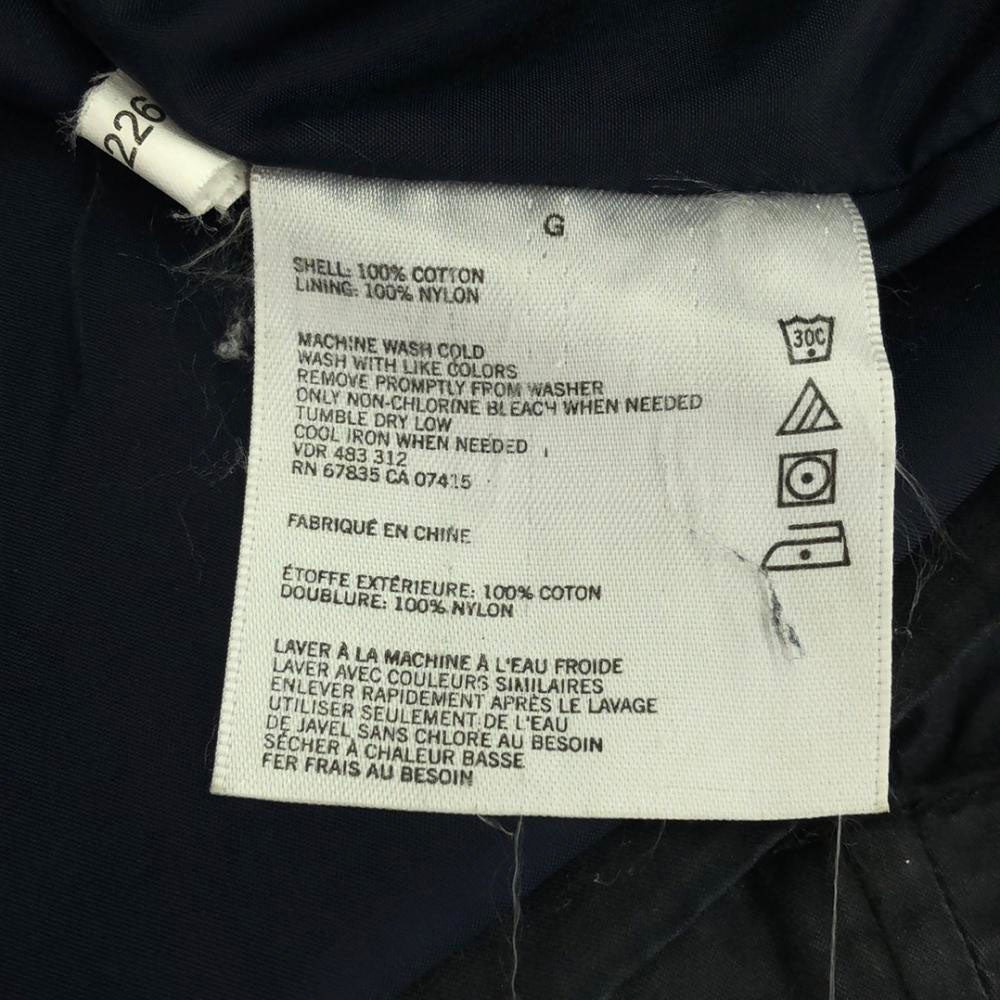 226
G
SHELL: 100% COTTON
LINING: 100% NYLON
MACHINE WASH COLD
WASH WITH LIKE COLORS
REMOVE PROMPTLY FROM WASHER
ONLY NON-CHLORINE BLEACH WHEN NEEDED
TUMBLE DRY LOW
COOL IRON WHEN NEEDED
VDR 483 312
RN 67835 CA 07415
30C
FABRIQUÉ EN CHINE
ÉTOFFE EXTÉRIEURE: 100% COTON
DOUBLURE: 100% NYLON
LAVER À LA MACHINE À L'EAU FROIDE
LAVER AVEC COULEURS SIMILAIRES
ENLEVER RAPIDEMENT APRÈS LE LAVAGE
UTILISER SEULEMENT DE L'EAU
DE JAVEL SANS CHLORE AU BESOIN
SÉCHER À CHALEUR BASSE
FER FRAIS AU BESOIN